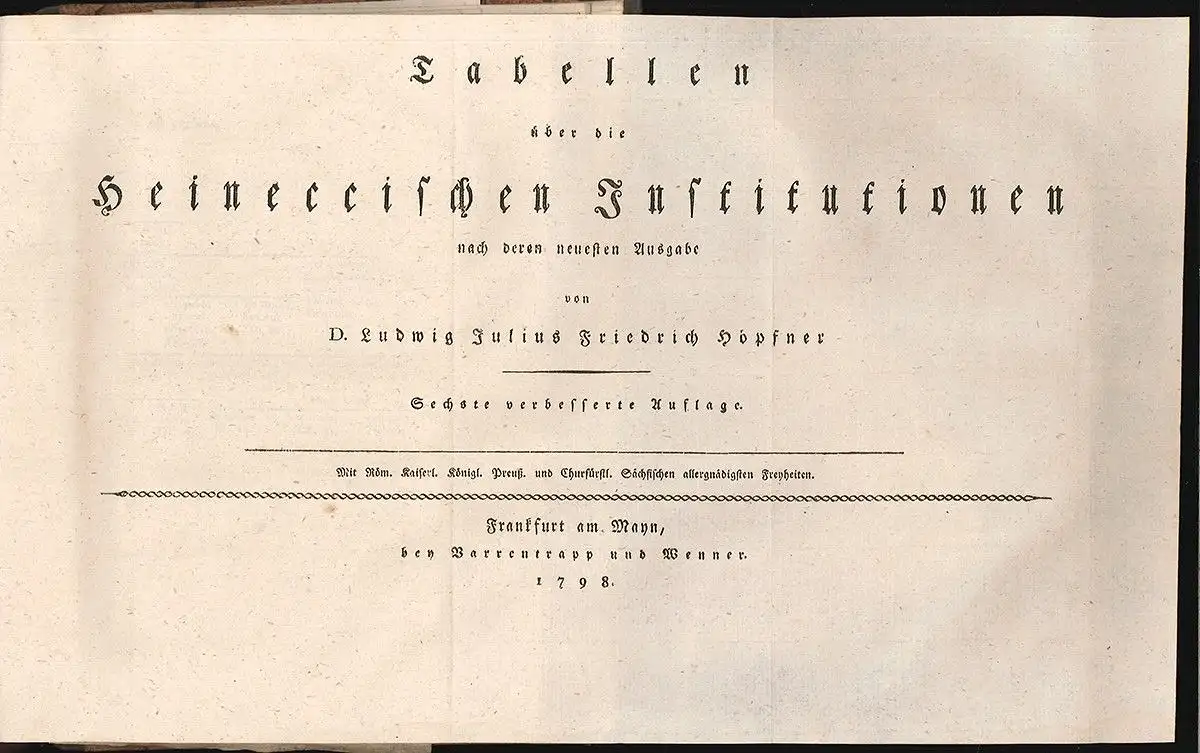 Tabellen
über die
Heineccischen Institutionen
nach deren neuesten Ausgabe
von
D. Ludwig Julius Friedrich Höpfner
Sechste verbesserte Auflage.
Mit Röm. Kaiserl. Königl. Preuß. und Churfürstl. Sächsischen allergnädigsten Freyheiten.
Frankfurt am Mayn,
bey Varrentrapp und Wenner.
1798.